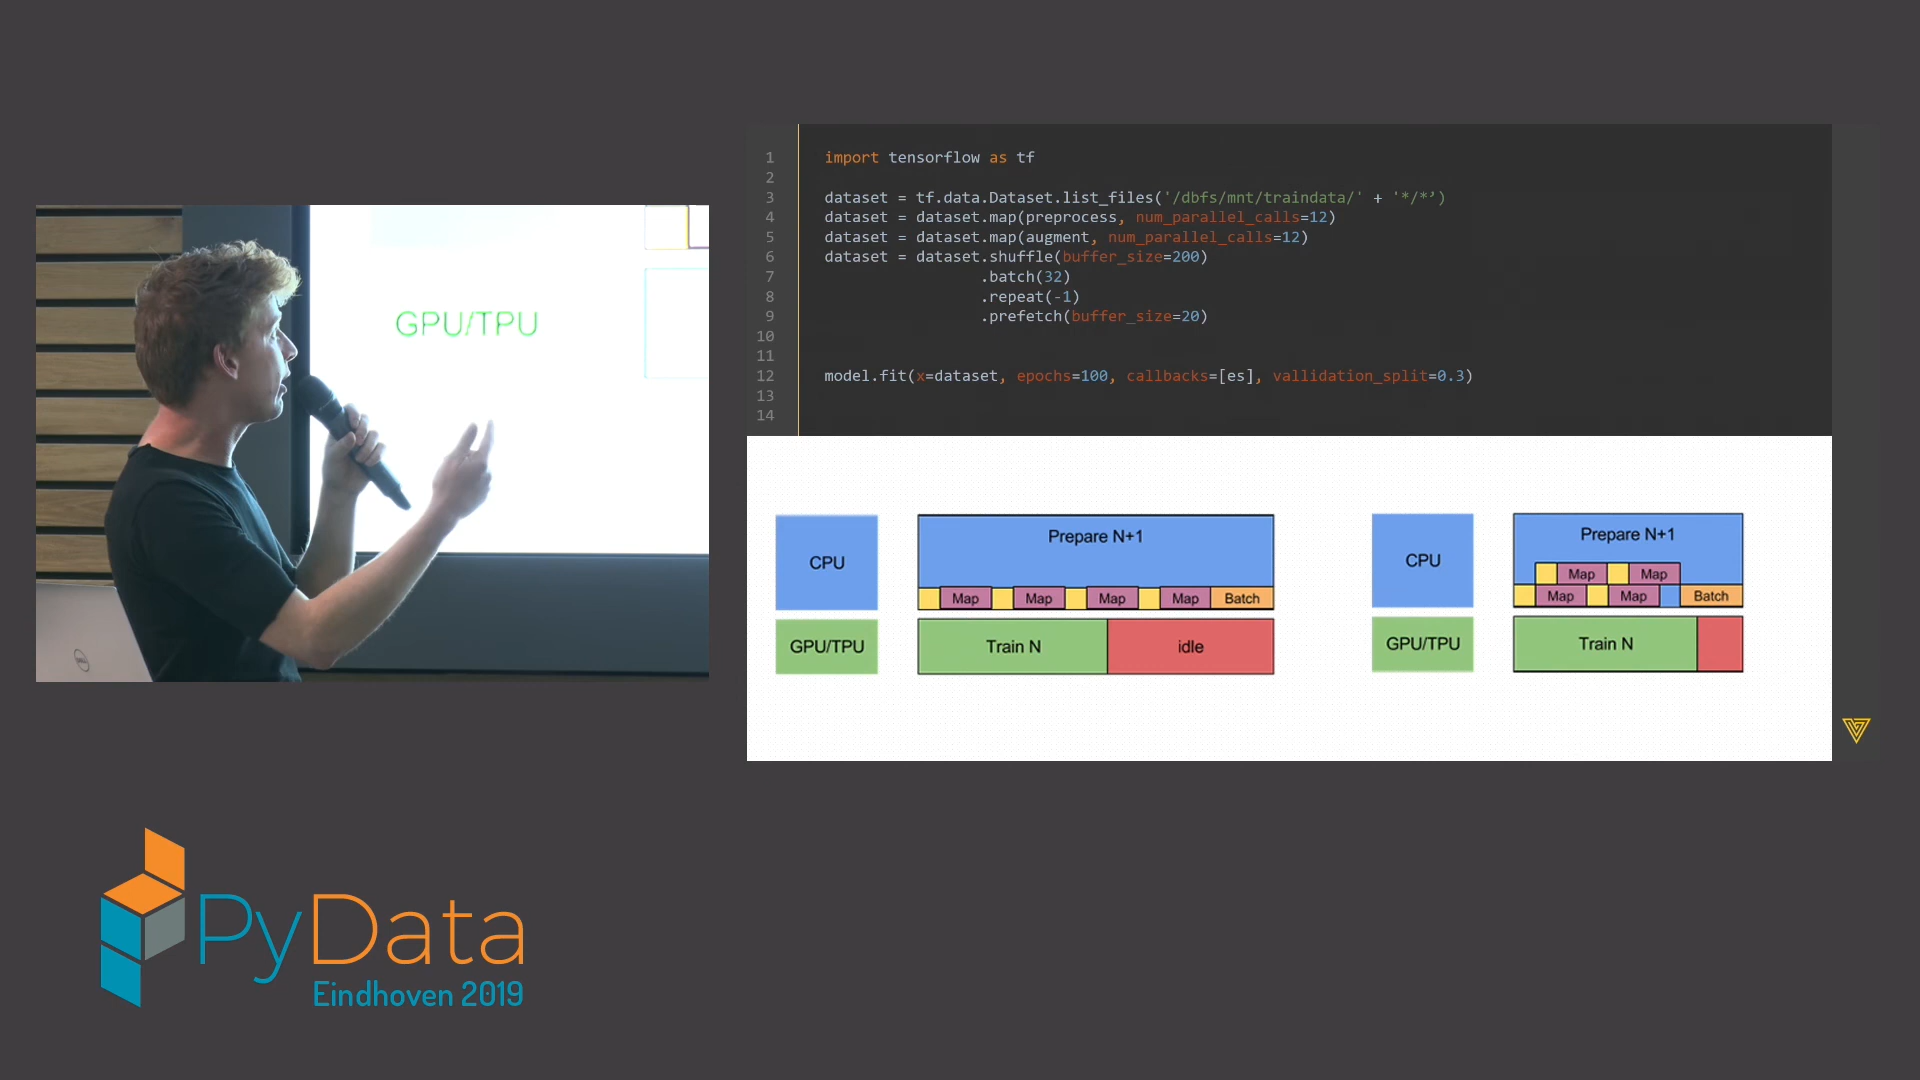 GPU/TPU
1 import tensorflow as tf
2
3 dataset = tf.data.Dataset.list_files('/dbfs/mnt/traindata/' + '*/*’)
4 dataset = dataset.map(preprocess, num_parallel_calls=12)
5 dataset = dataset.map(augment, num_parallel_calls=12)
6 dataset = dataset.shuffle(buffer_size=200)
7 .batch(32)
8 .repeat(-1)
9 .prefetch(buffer_size=20)
10
11
12 model.fit(x=dataset, epochs=100, callbacks=[es], vallidation_split=0.3)
13
14
CPU
Prepare N+1
Map Map Map Map Batch
GPU/TPU
Train N
idle
CPU
Prepare N+1
Map Map
Map Map Batch
GPU/TPU
Train N
PyData
Eindhoven 2019